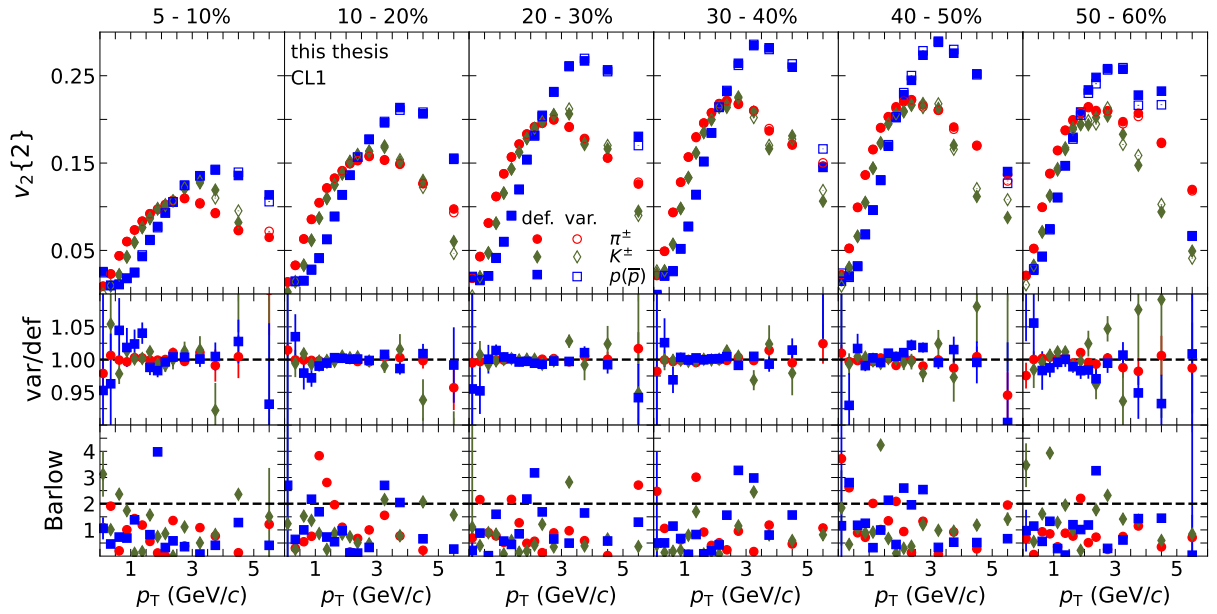 5 - 10% 10 - 20% 20 - 30% 30 - 40% 40 - 50% 50 - 60%
this thesis
CL1
0.25
0.15
0.05
v₂{2}
def. var.
π±
K±
p(p̅)
1.05
1.00
0.95
var/def
4
3
2
1
Barlow
1 3 5 1 3 5 1 3 5 1 3 5 1 3 5 1 3 5
pT (GeV/c) pT (GeV/c) pT (GeV/c) pT (GeV/c) pT (GeV/c) pT (GeV/c)